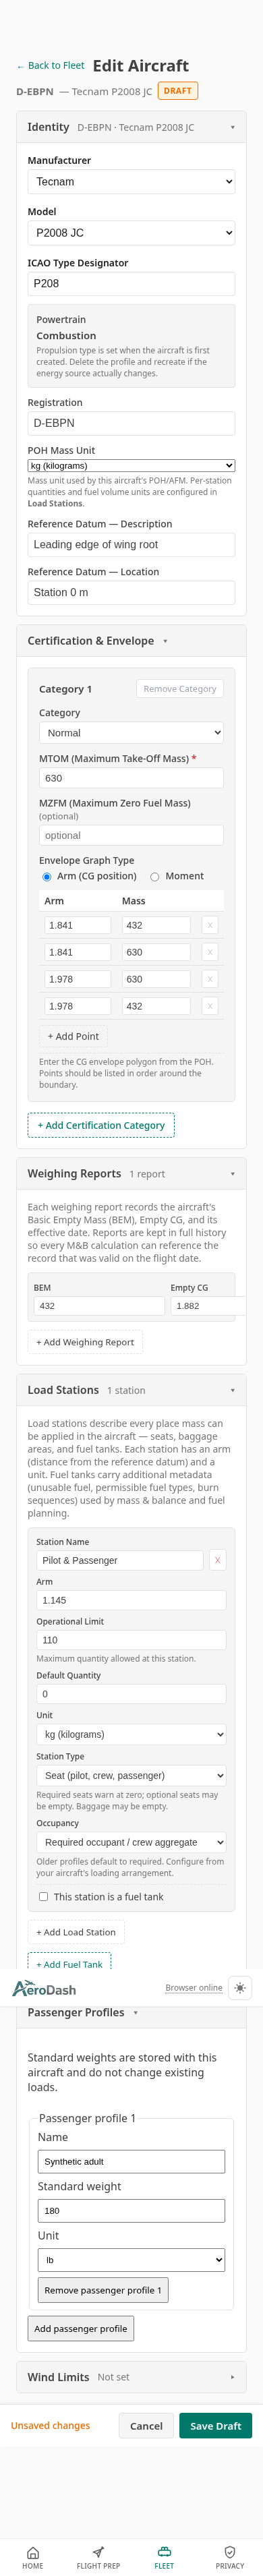 ← Back to Fleet Edit Aircraft
D-EBPN — Tecnam P2008 JC DRAFT
Identity D-EBPN · Tecnam P2008 JC
Manufacturer
Tecnam
Model
P2008 JC
ICAO Type Designator
P208
Powertrain
Combustion
Propulsion type is set when the aircraft is first
created. Delete the profile and recreate if the
energy source actually changes.
Registration
D-EBPN
POH Mass Unit
kg (kilograms)
Mass unit used by this aircraft's POH/AFM. Per-station
quantities and fuel volume units are configured in
Load Stations.
Reference Datum — Description
Leading edge of wing root
Reference Datum — Location
Station 0 m
Certification & Envelope
Category 1 Remove Category
Category
Normal
MTOM (Maximum Take-Off Mass) *
630
MZFM (Maximum Zero Fuel Mass)
(optional)
optional
Envelope Graph Type
Arm (CG position) Moment
Arm Mass
1.841 432 X
1.841 630 X
1.978 630 X
1.978 432 X
+ Add Point
Enter the CG envelope polygon from the POH.
Points should be listed in order around the
boundary.
+ Add Certification Category
Weighing Reports 1 report
Each weighing report records the aircraft's
Basic Empty Mass (BEM), Empty CG, and its
effective date. Reports are kept in full history
so every M&B calculation can reference the
record that was valid on the flight date.
BEM Empty CG
432 1.882
+ Add Weighing Report
Load Stations 1 station
Load stations describe every place mass can
be applied in the aircraft — seats, baggage
areas, and fuel tanks. Each station has an arm
(distance from the reference datum) and a
unit. Fuel tanks carry additional metadata
(unusable fuel, permissible fuel types, burn
sequences) used by mass & balance and fuel
planning.
Station Name
Pilot & Passenger X
Arm
1.145
Operational Limit
110
Maximum quantity allowed at this station.
Default Quantity
0
Unit
kg (kilograms)
Station Type
Seat (pilot, crew, passenger)
Required seats warn at zero; optional seats may
be empty. Baggage may be empty.
Occupancy
Required occupant / crew aggregate
Older profiles default to required. Configure from
your aircraft's loading arrangement.
This station is a fuel tank
+ Add Load Station
+ Add Fuel Tank
AeroDash Browser online
Passenger Profiles
Standard weights are stored with this
aircraft and do not change existing
loads.
Passenger profile 1
Name
Synthetic adult
Standard weight
180
Unit
lb
Remove passenger profile 1
Add passenger profile
Wind Limits Not set
Unsaved changes Cancel Save Draft
HOME FLIGHT PREP FLEET PRIVACY